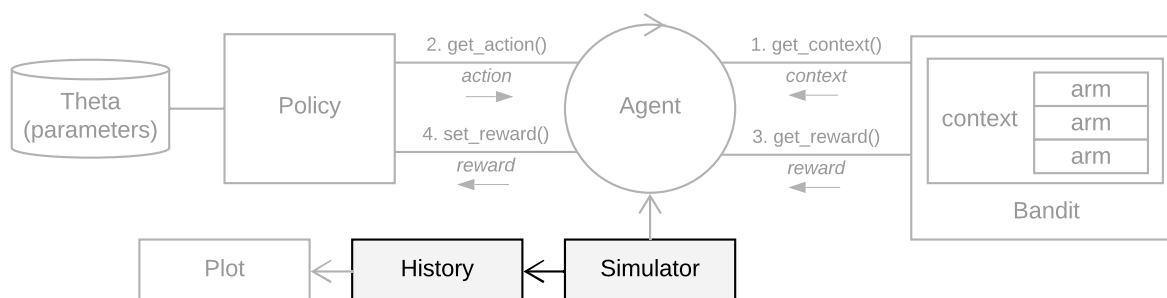 2. get_action()
1. get_context()
action
context
Theta
(parameters)
Policy
Agent
context
arm
arm
arm
4. set_reward()
3. get_reward()
reward
reward
Bandit
Plot
History
Simulator